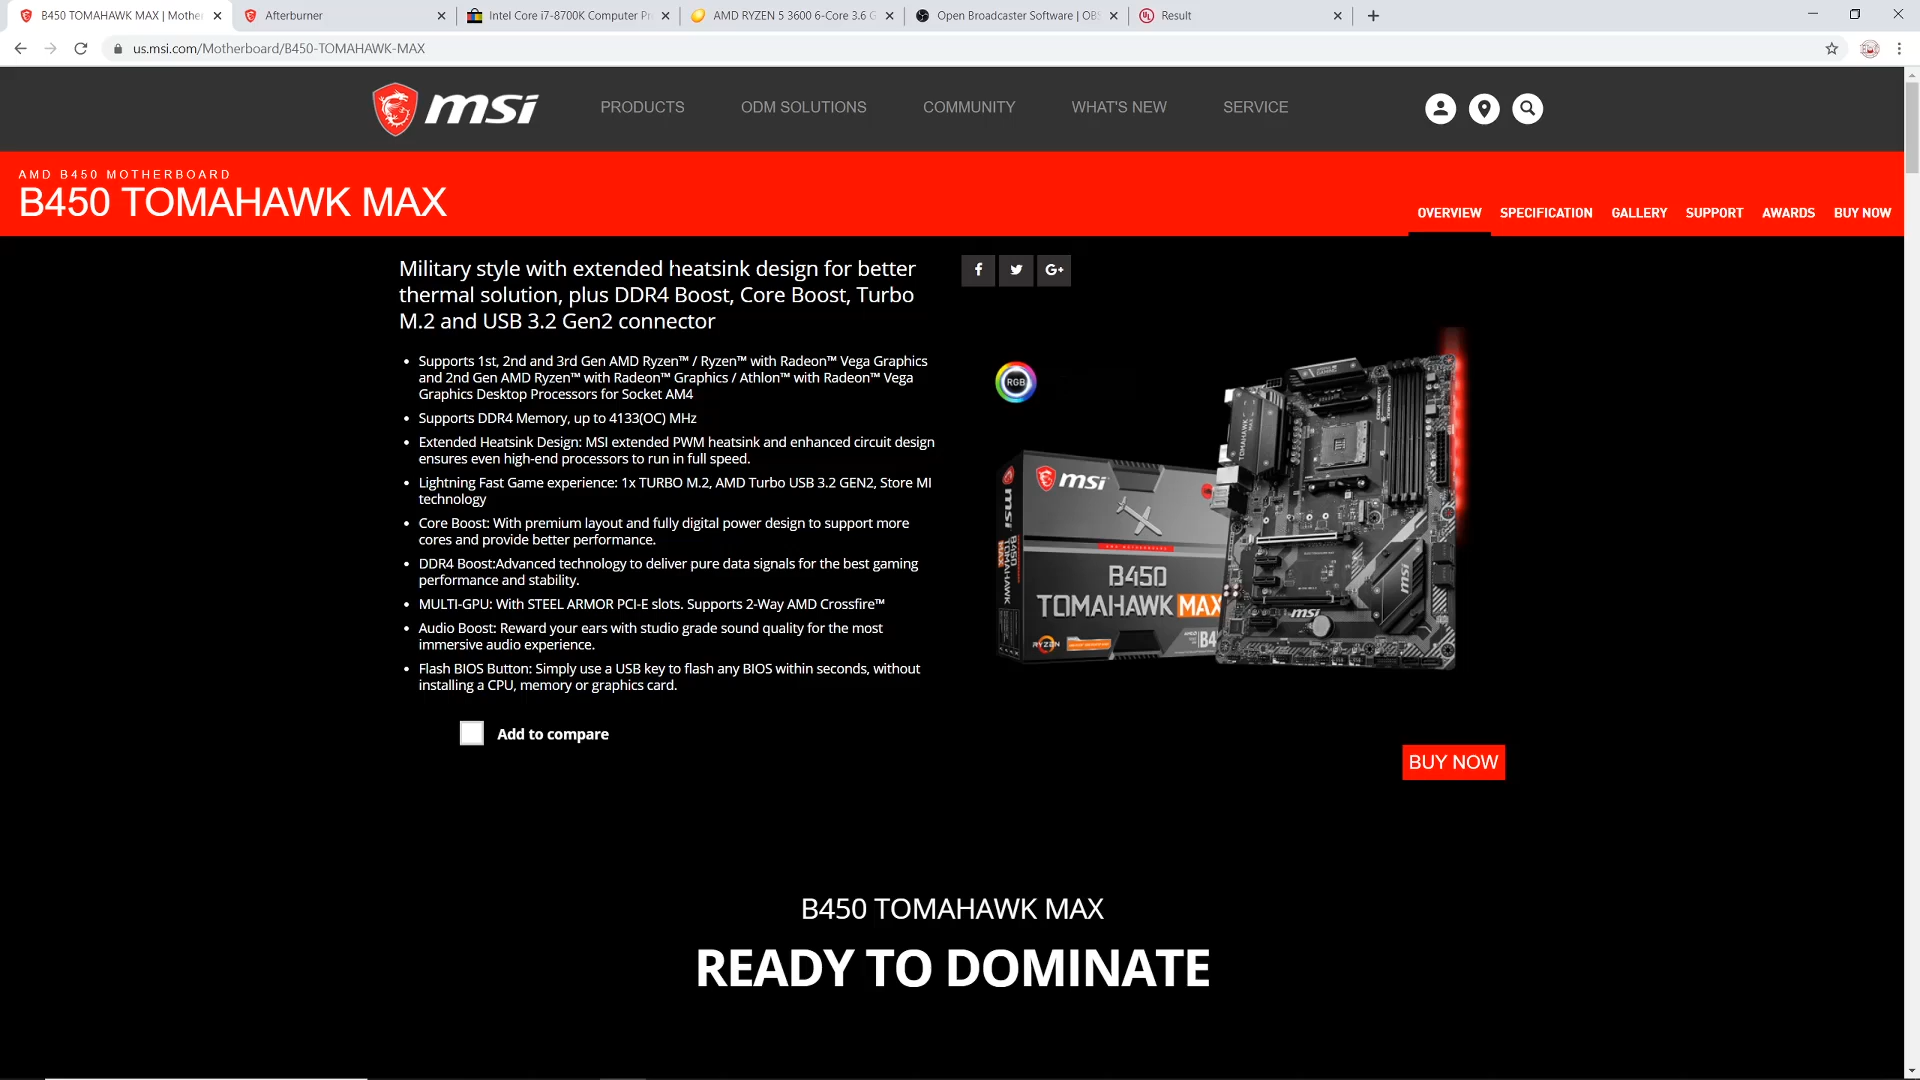 B450 TOMAHAWK MAX | Mother
Afterburner
Intel Core i7-8700K Computer Pr
AMD RYZEN 5 3600 6-Core 3.6 G
Open Broadcaster Software | OBS
Result
us.msi.com/Motherboard/B450-TOMAHAWK-MAX
msi
PRODUCTS
ODM SOLUTIONS
COMMUNITY
WHAT'S NEW
SERVICE
AMD B450 MOTHERBOARD
B450 TOMAHAWK MAX
OVERVIEW
SPECIFICATION
GALLERY
SUPPORT
AWARDS
BUY NOW
Military style with extended heatsink design for better
thermal solution, plus DDR4 Boost, Core Boost, Turbo
M.2 and USB 3.2 Gen2 connector
• Supports 1st, 2nd and 3rd Gen AMD Ryzen™ / Ryzen™ with Radeon™ Vega Graphics
and 2nd Gen AMD Ryzen™ with Radeon™ Graphics / Athlon™ with Radeon™ Vega
Graphics Desktop Processors for Socket AM4
• Supports DDR4 Memory, up to 4133(OC) MHz
• Extended Heatsink Design: MSI extended PWM heatsink and enhanced circuit design
ensures even high-end processors to run in full speed.
• Lightning Fast Game experience: 1x TURBO M.2, AMD Turbo USB 3.2 GEN2, Store MI
technology
• Core Boost: With premium layout and fully digital power design to support more
cores and provide better performance.
• DDR4 Boost:Advanced technology to deliver pure data signals for the best gaming
performance and stability.
• MULTI-GPU: With STEEL ARMOR PCI-E slots. Supports 2-Way AMD Crossfire™
• Audio Boost: Reward your ears with studio grade sound quality for the most
immersive audio experience.
• Flash BIOS Button: Simply use a USB key to flash any BIOS within seconds, without
installing a CPU, memory or graphics card.
Add to compare
f
G+
RGB
msi
B450
TOMAHAWK MAX
RYZEN
B4
msi
B450
TOMAHAWK
MAX
TOMAHAWK
MAX
msi
msi
BUY NOW
B450 TOMAHAWK MAX
READY TO DOMINATE